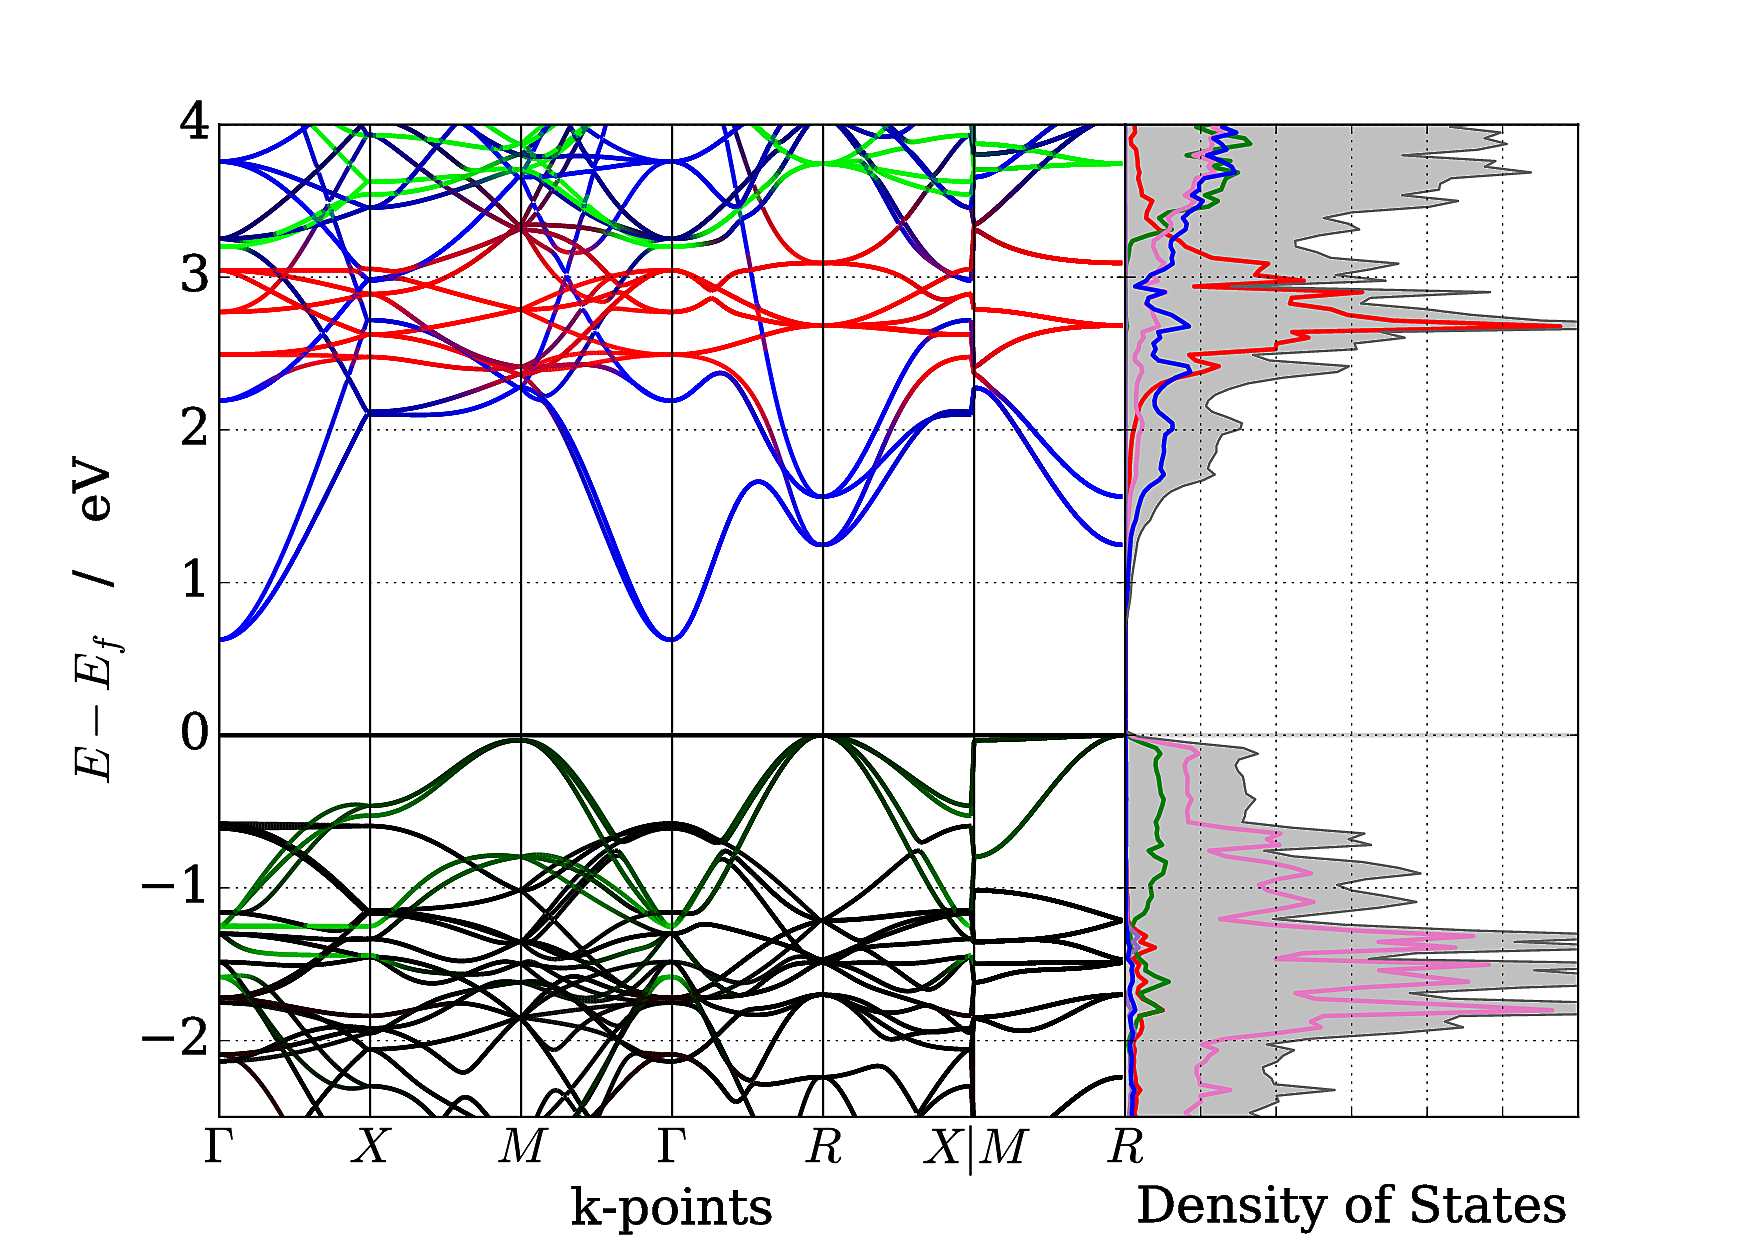 4
3
2
1
0
−1
−2
E − E_f / eV
Γ X M Γ R X|M R
k-points
Density of States